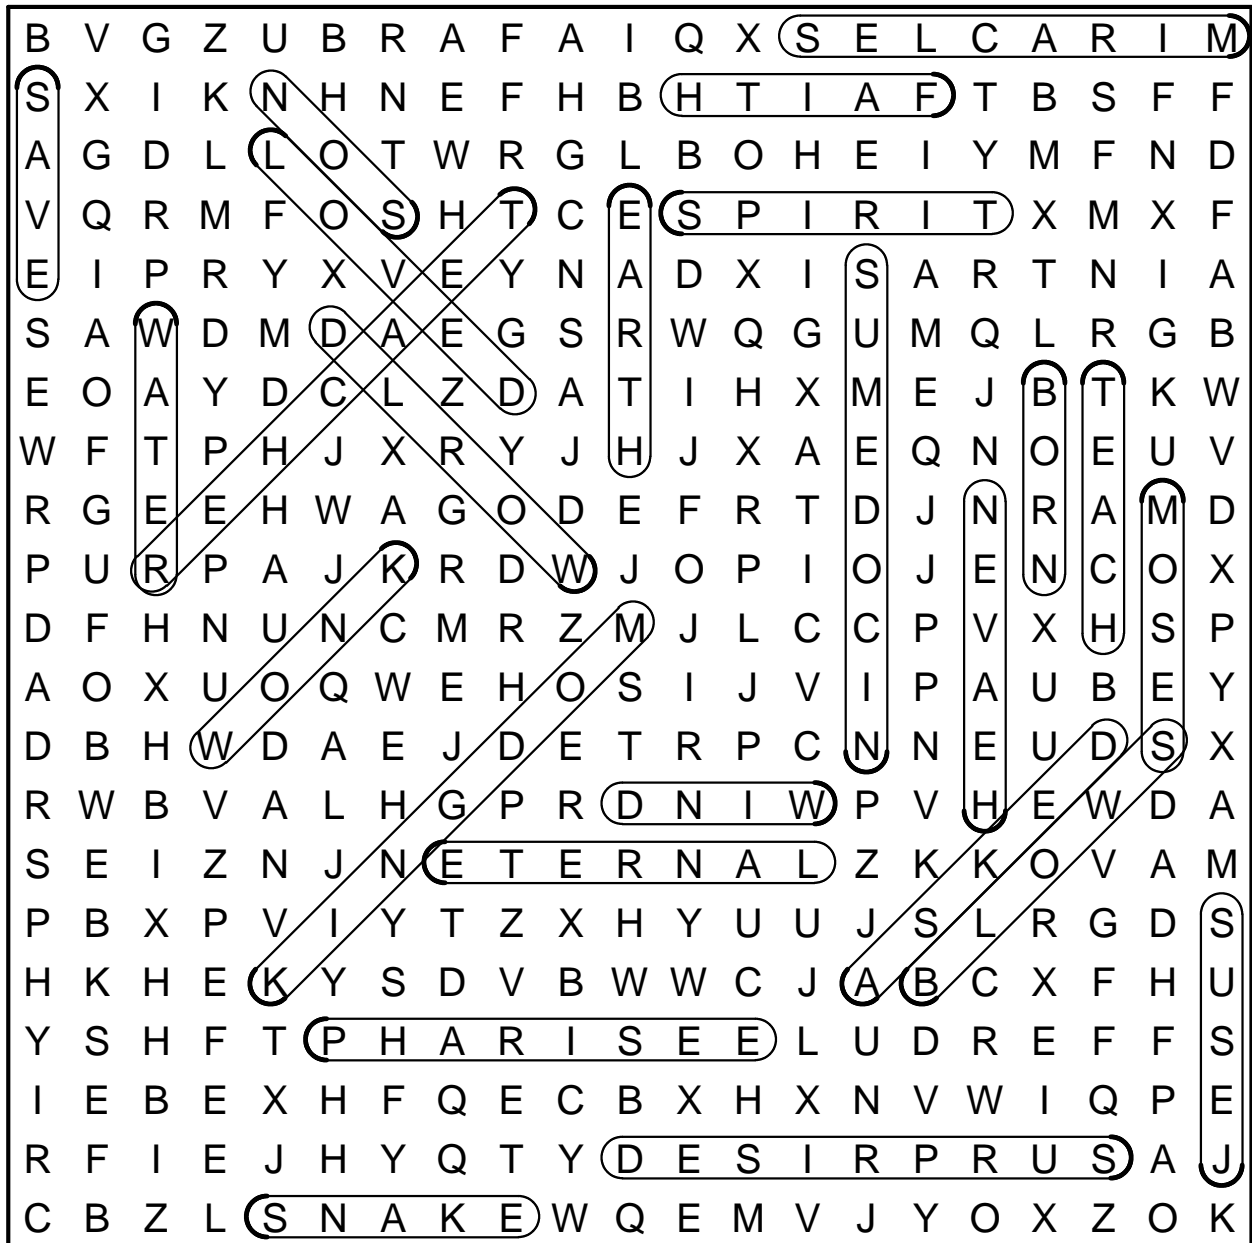 B V G Z U B R A F A I Q X S E L C A R I M
S X I K N H N E F H B H T I A F T B S F F
A G D L L O T W R G L B O H E I Y M F N D
V Q R M F O S H T C E S P I R I T X M X F
E I P R Y X V E Y N A D X I S A R T N I A
S A W D M D A E G S R W Q G U M Q L R G B
E O A Y D C L Z D A T I H X M E J B T K W
W F T P H J X R Y J H J X A E Q N O E U V
R G E E H W A G O D E F R T D J N R A M D
P U R P A J K R D W J O P I O J E N C O X
D F H N U N C M R Z M J L C C P V X H S P
A O X U O Q W E H O S I J V I P A U B E Y
D B H W D A E J D E T R P C N N E U D S X
R W B V A L H G P R D N I W P V H E W D A
S E I Z N J N E T E R N A L Z K K O V A M
P B X P V I Y T Z X H Y U U J S L R G D S
H K H E K Y S D V B W W C J A B C X F H U
Y S H F T P H A R I S E E L U D R E F F S
I E B E X H F Q E C B X H X N V W I Q P E
R F I E J H Y Q T Y D E S I R P R U S A J
C B Z L S N A K E W Q E M V J Y O X Z O K